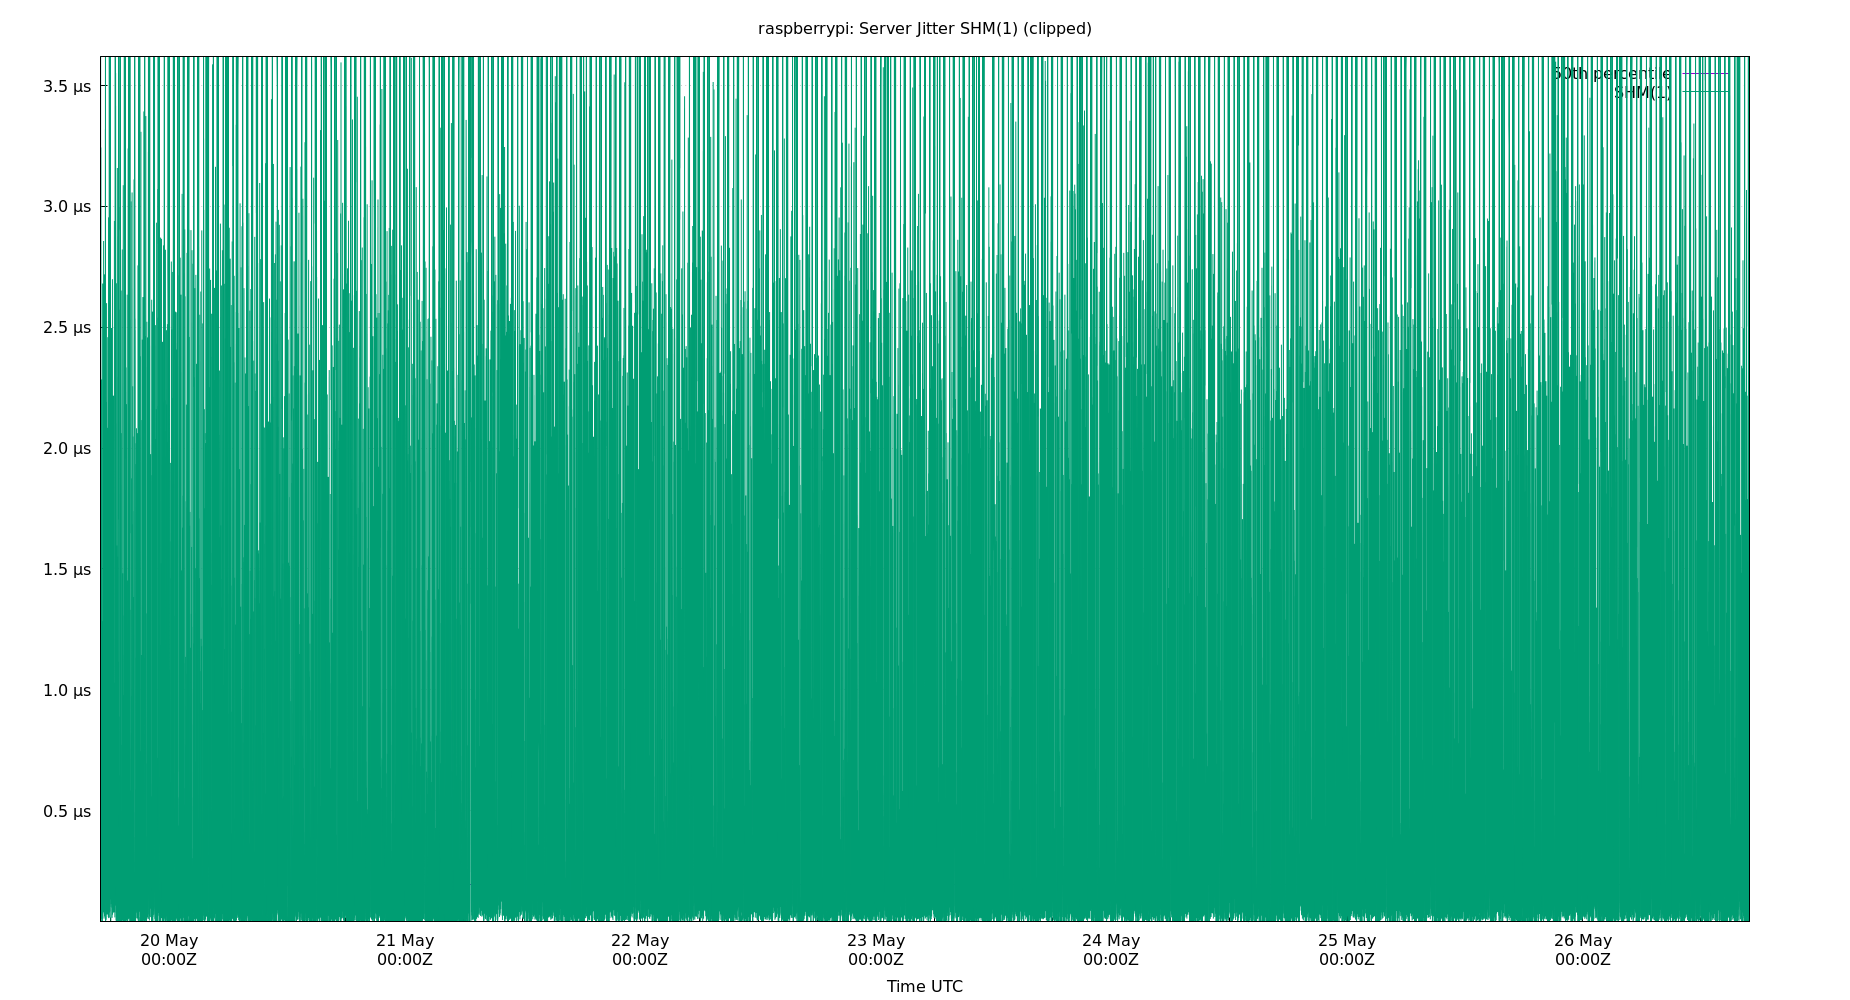 raspberrypi: Server Jitter SHM(1) (clipped)
50th percentile
SHM(1)
3.5 µs
3.0 µs
2.5 µs
2.0 µs
1.5 µs
1.0 µs
0.5 µs
20 May 21 May 22 May 23 May 24 May 25 May 26 May
00:00Z 00:00Z 00:00Z 00:00Z 00:00Z 00:00Z 00:00Z
Time UTC